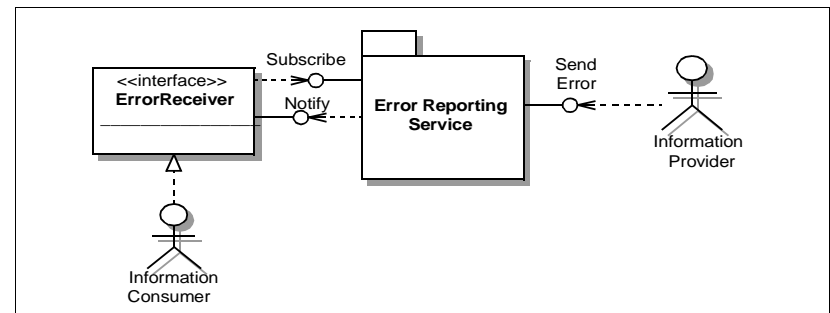 Subscribe
<<interface>>
ErrorReceiver
Notify
Error Reporting
Service
Send
Error
Information
Provider
Information
Consumer